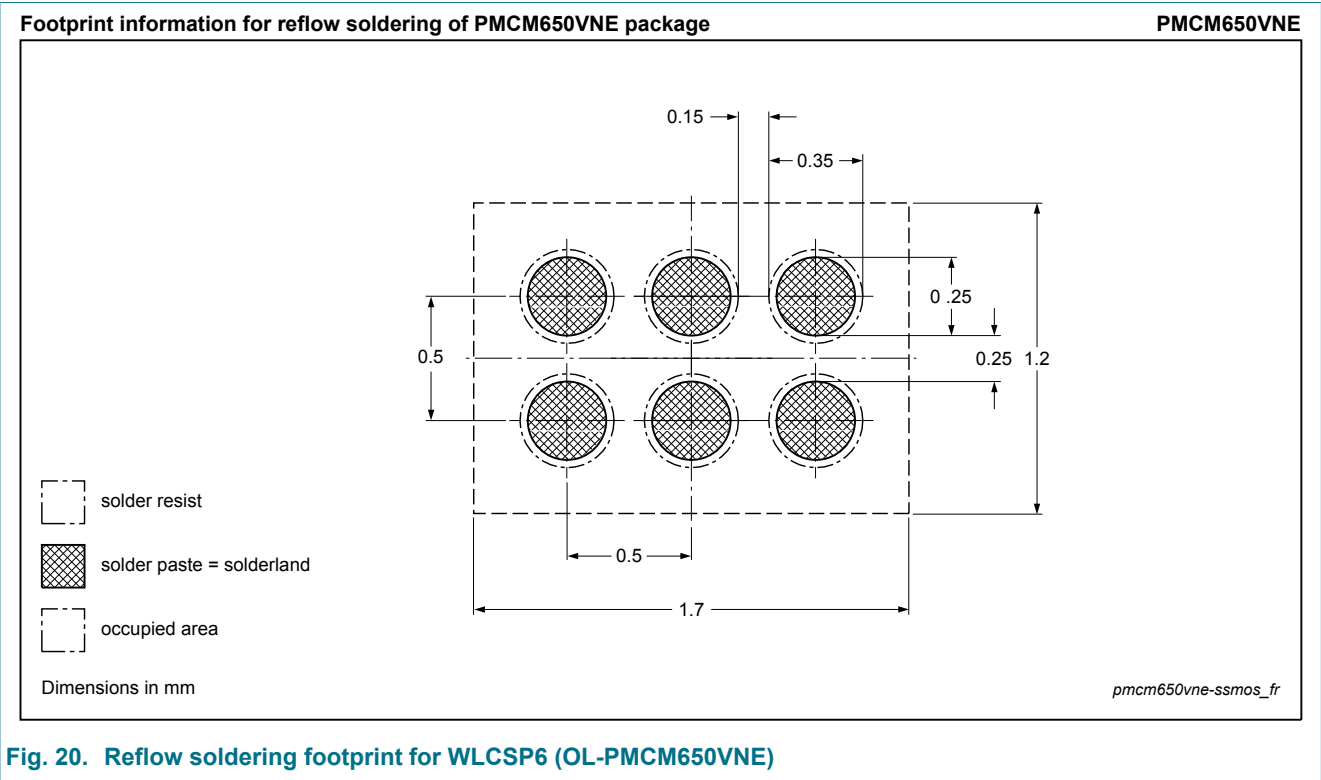 Footprint information for reflow soldering of PMCM650VNE package PMCM650VNE
0.15
0.35
0 .25
0.5
0.25 1.2
solder resist
0.5
solder paste = solderland
1.7
occupied area
Dimensions in mm
pmcm650vne-ssmos_fr
Fig. 20. Reflow soldering footprint for WLCSP6 (OL-PMCM650VNE)